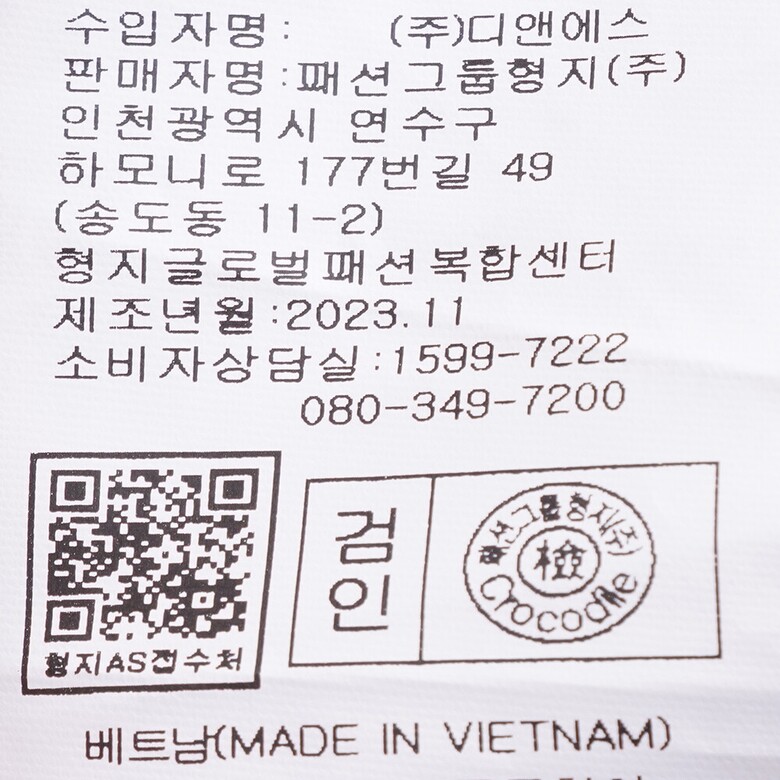 수입자명: (주)디앤에스
판매자명:패션그룹형지(주)
인천광역시 연수구
하모니로 177번길 49
(송도동 11-2)
형지글로벌패션복합센터
제조년월:2023.11
소비자상담실:1599-7222
080-349-7200
형지AS접수처
검인
패션그룹형지(주)
檢
Crocodile
베트남(MADE IN VIETNAM)